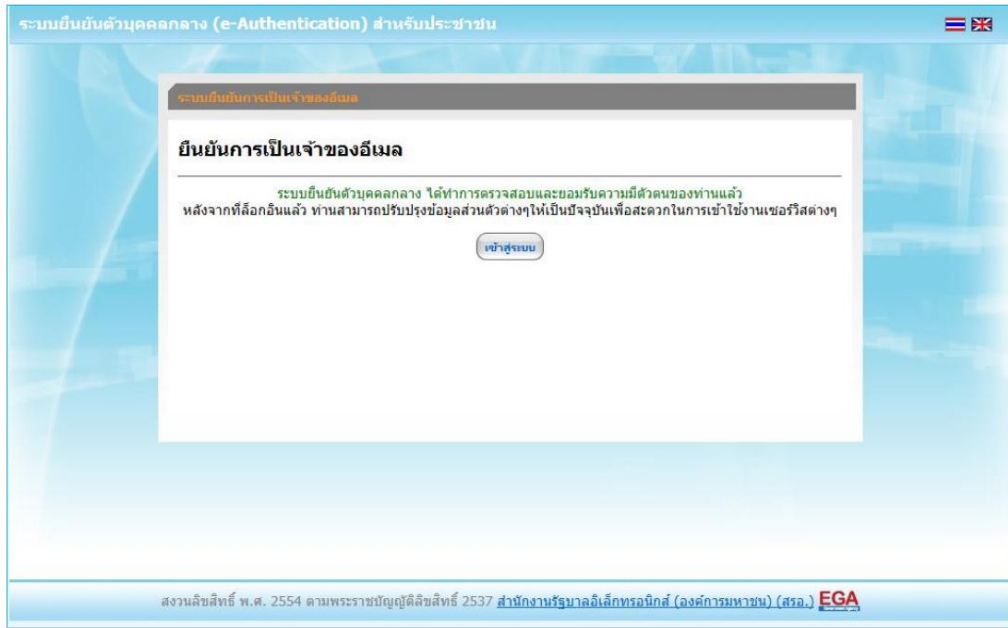 ระบบยืนยันตัวบุคคลกลาง (e-Authentication) สำหรับประชาชน
ระบบยืนยันการเป็นเจ้าของอีเมล
ยืนยันการเป็นเจ้าของอีเมล
ระบบยืนยันตัวบุคคลกลาง ได้ทำการตรวจสอบและยอมรับความมีตัวตนของท่านแล้ว
หลังจากที่ล็อกอินแล้ว ท่านสามารถปรับปรุงข้อมูลส่วนตัวต่างๆให้เป็นปัจจุบันเพื่อสะดวกในการเข้าใช้งานเซอร์วิสต่างๆ
เข้าสู่ระบบ
สงวนลิขสิทธิ์ พ.ศ. 2554 ตามพระราชบัญญัติลิขสิทธิ์ 2537 สำนักงานรัฐบาลอิเล็กทรอนิกส์ (องค์การมหาชน) (สรอ.) EGA